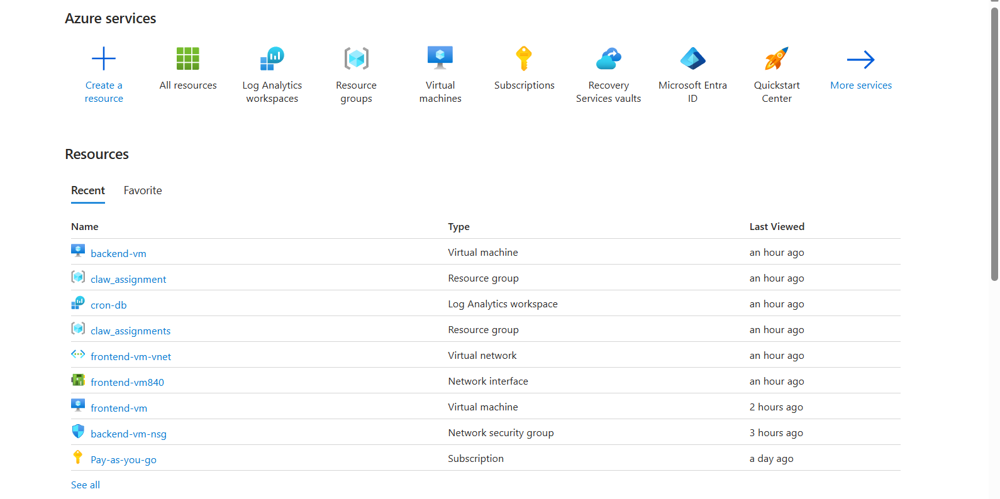 Azure services
Create a
resource
All resources
Log Analytics
workspaces
Resource
groups
Virtual
machines
Subscriptions
Recovery
Services vaults
Microsoft Entra
ID
Quickstart
Center
More services
Resources
Recent Favorite
Name Type Last Viewed
backend-vm Virtual machine an hour ago
claw_assignment Resource group an hour ago
cron-db Log Analytics workspace an hour ago
claw_assignments Resource group an hour ago
frontend-vm-vnet Virtual network an hour ago
frontend-vm840 Network interface an hour ago
frontend-vm Virtual machine 2 hours ago
backend-vm-nsg Network security group 3 hours ago
Pay-as-you-go Subscription a day ago
See all